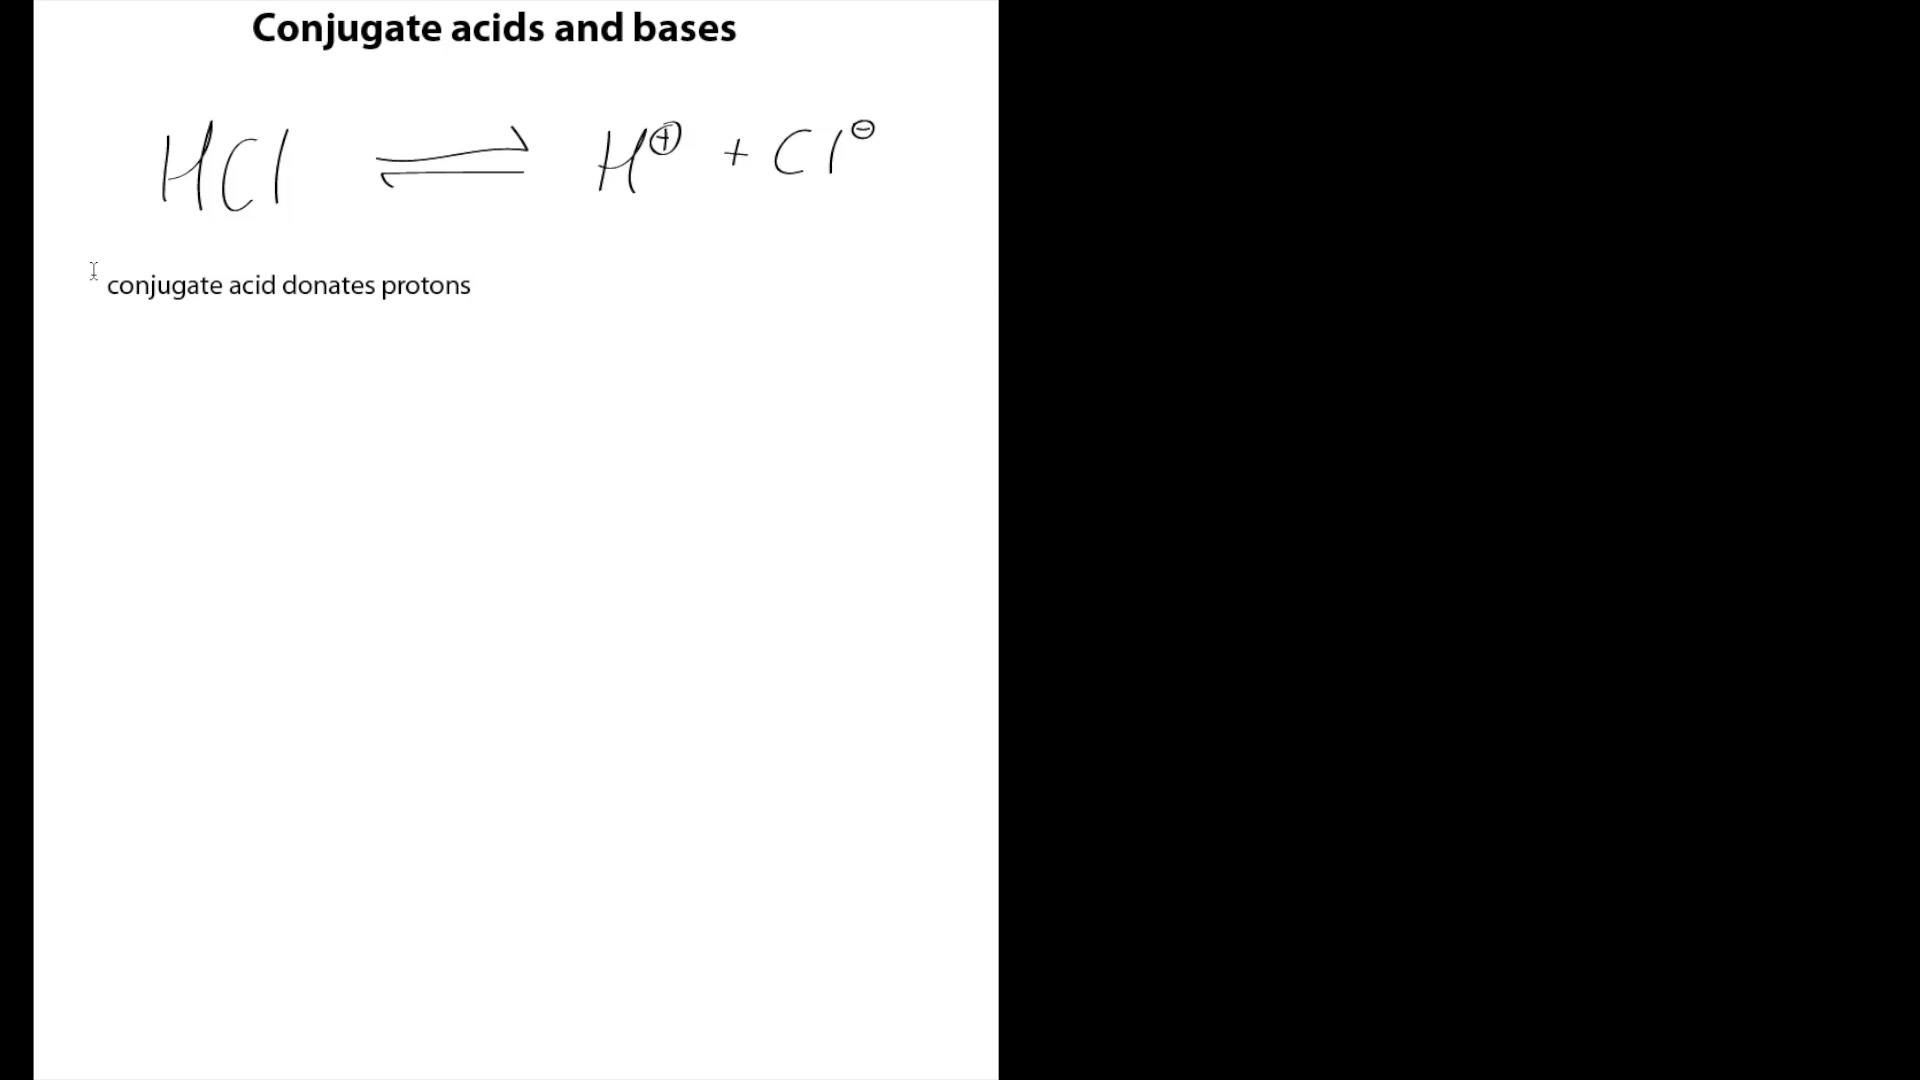 Conjugate acids and bases
HCl ⇌ H⊕ + Cl⊖
conjugate acid donates protons